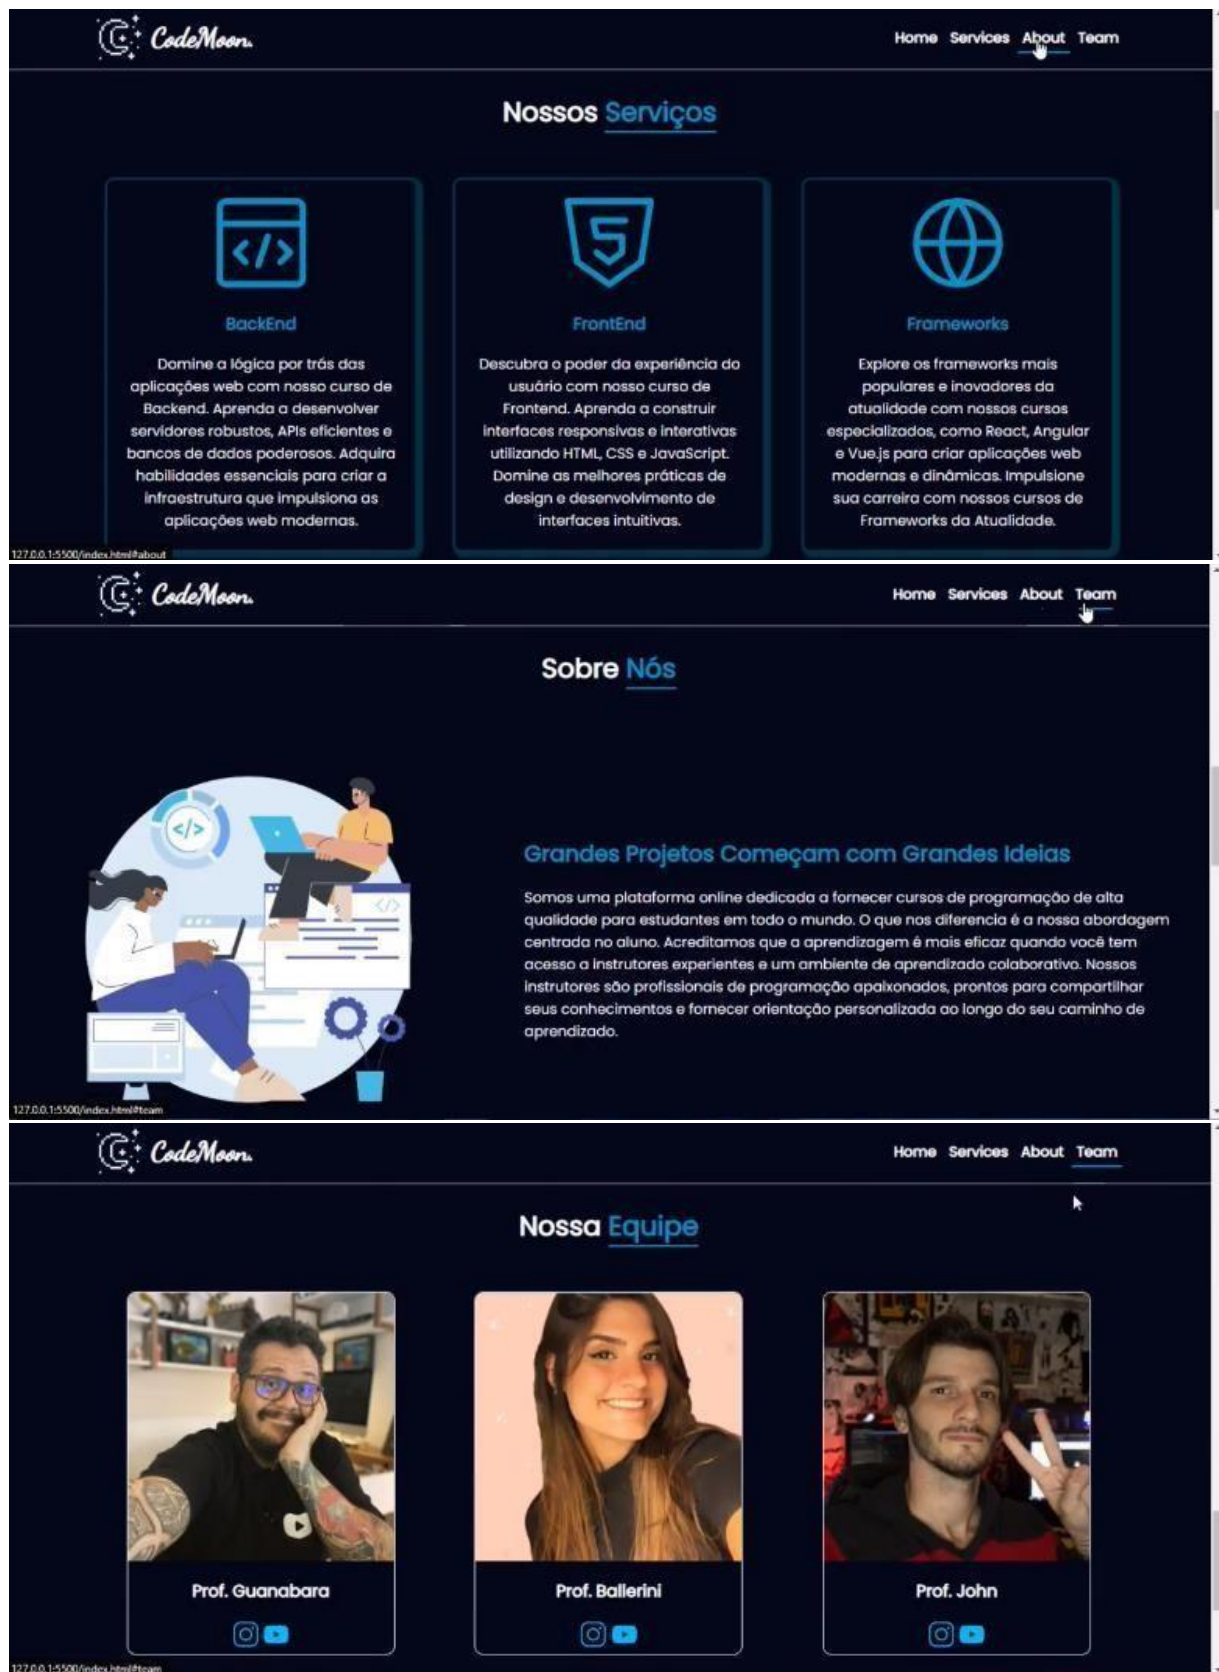 CodeMoon.
Home Services About Team
Nossos Serviços
BackEnd
Domine a lógica por trás das
aplicações web com nosso curso de
Backend. Aprenda a desenvolver
servidores robustos, APIs eficientes e
bancos de dados poderosos. Adquira
habilidades essenciais para criar a
infraestrutura que impulsiona as
aplicações web modernas.
FrontEnd
Descubra o poder da experiência do
usuário com nosso curso de
Frontend. Aprenda a construir
interfaces responsivas e interativas
utilizando HTML, CSS e JavaScript.
Domine as melhores práticas de
design e desenvolvimento de
interfaces intuitivas.
Frameworks
Explore os frameworks mais
populares e inovadores da
atualidade com nossos cursos
especializados, como React, Angular
e Vue.js para criar aplicações web
modernas e dinâmicas. Impulsione
sua carreira com nossos cursos de
Frameworks da Atualidade.
127.0.0.1:5500/index.html#about
CodeMoon.
Home Services About Team
Sobre Nós
Grandes Projetos Começam com Grandes Ideias
Somos uma plataforma online dedicada a fornecer cursos de programação de alta
qualidade para estudantes em todo o mundo. O que nos diferencia é a nossa abordagem
centrada no aluno. Acreditamos que a aprendizagem é mais eficaz quando você tem
acesso a instrutores experientes e um ambiente de aprendizado colaborativo. Nossos
instrutores são profissionais de programação apaixonados, prontos para compartilhar
seus conhecimentos e fornecer orientação personalizada ao longo do seu caminho de
aprendizado.
127.0.0.1:5500/index.html#team
CodeMoon.
Home Services About Team
Nossa Equipe
Prof. Guanabara
Prof. Ballerini
Prof. John
127.0.0.1:5500/index.html#team